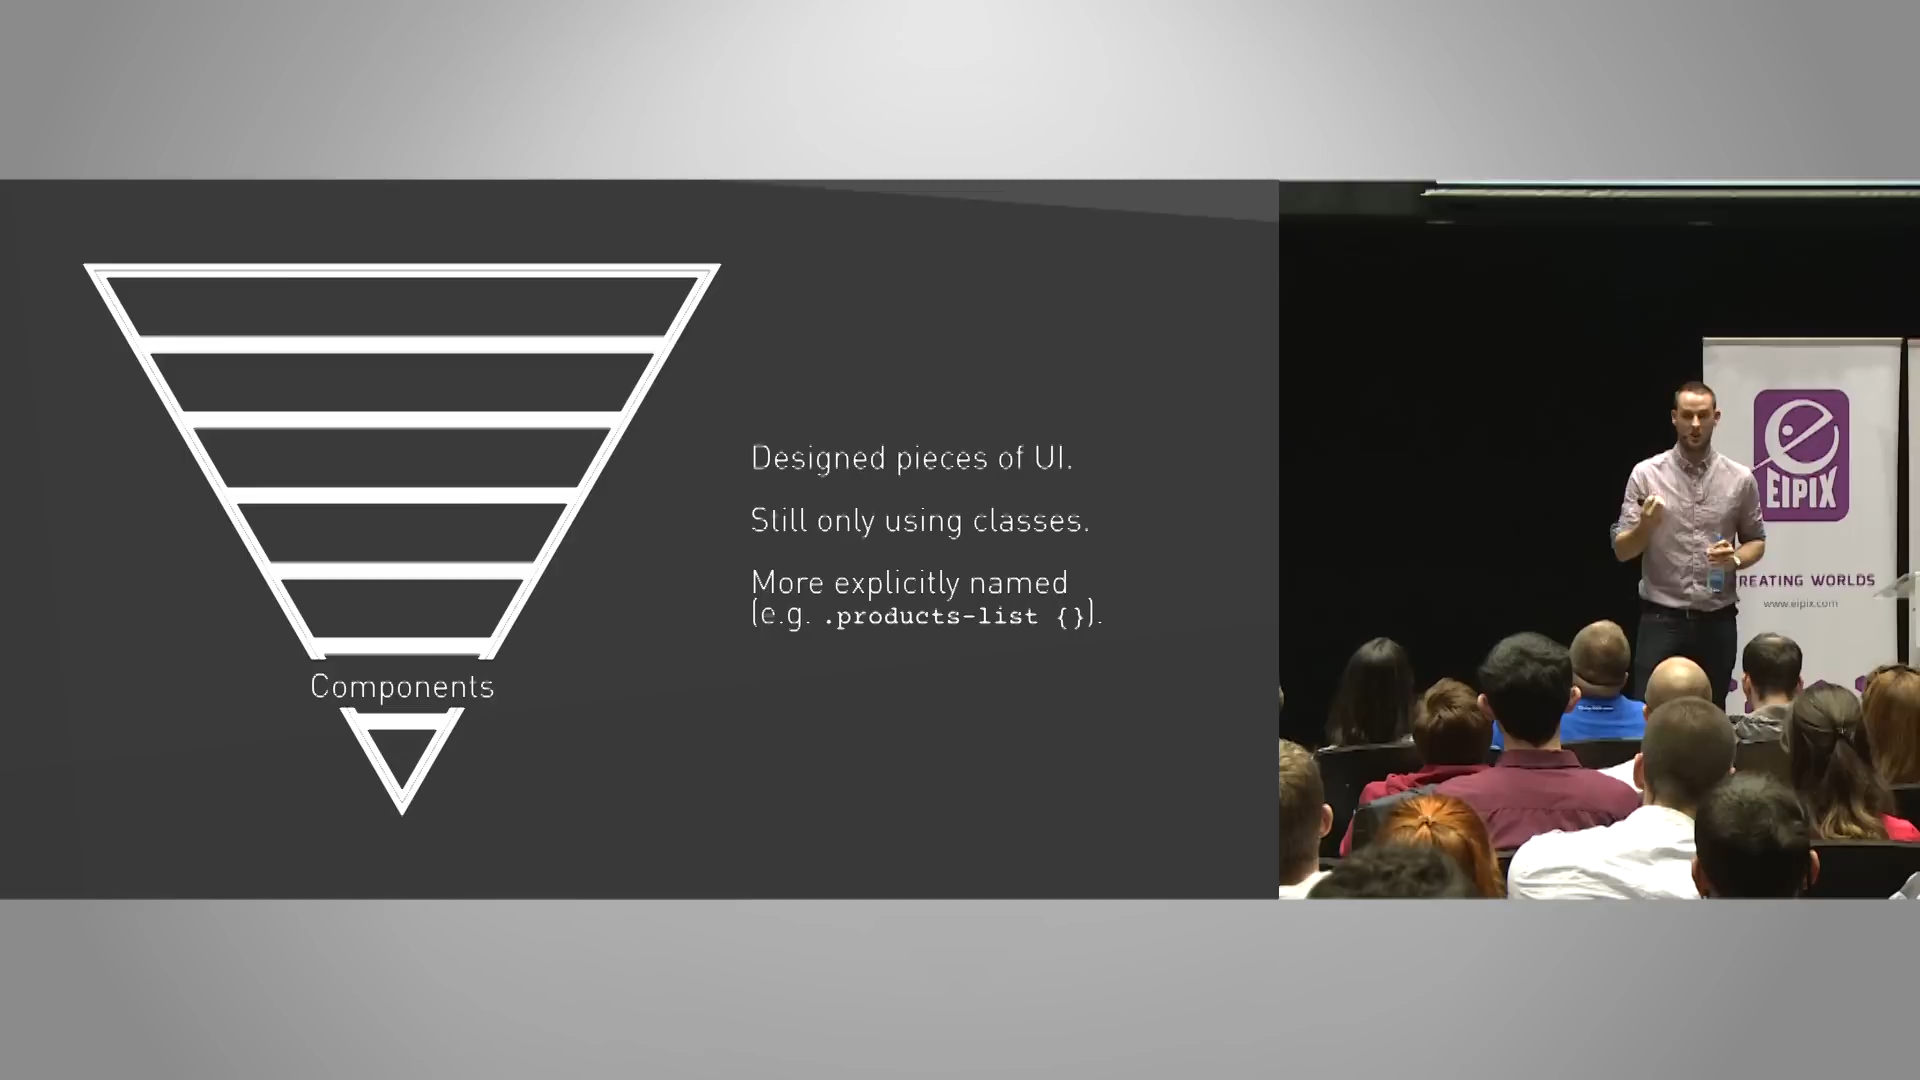 Designed pieces of UI.
Still only using classes.
More explicitly named
(e.g. .products-list {}).
Components
EIPIX
REATING WORLDS
www.eipix.com